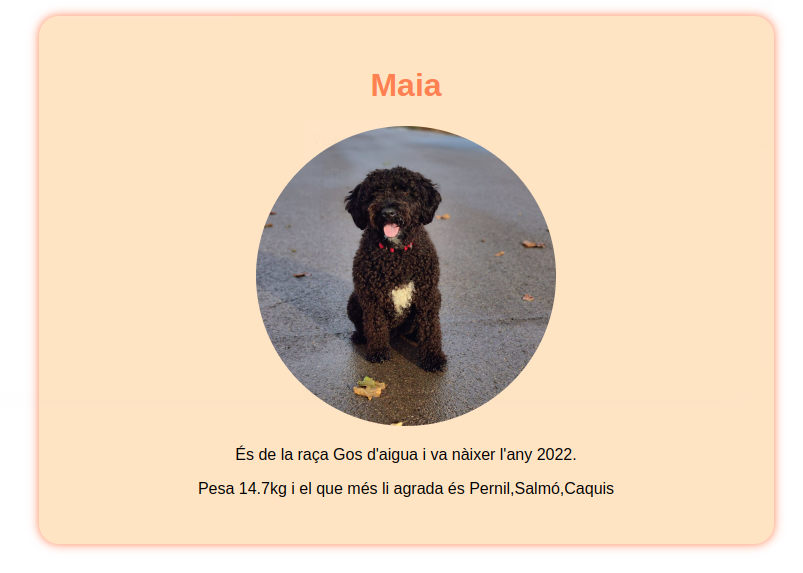 Maia
És de la raça Gos d'aigua i va nàixer l'any 2022.
Pesa 14.7kg i el que més li agrada és Pernil,Salmó,Caquis